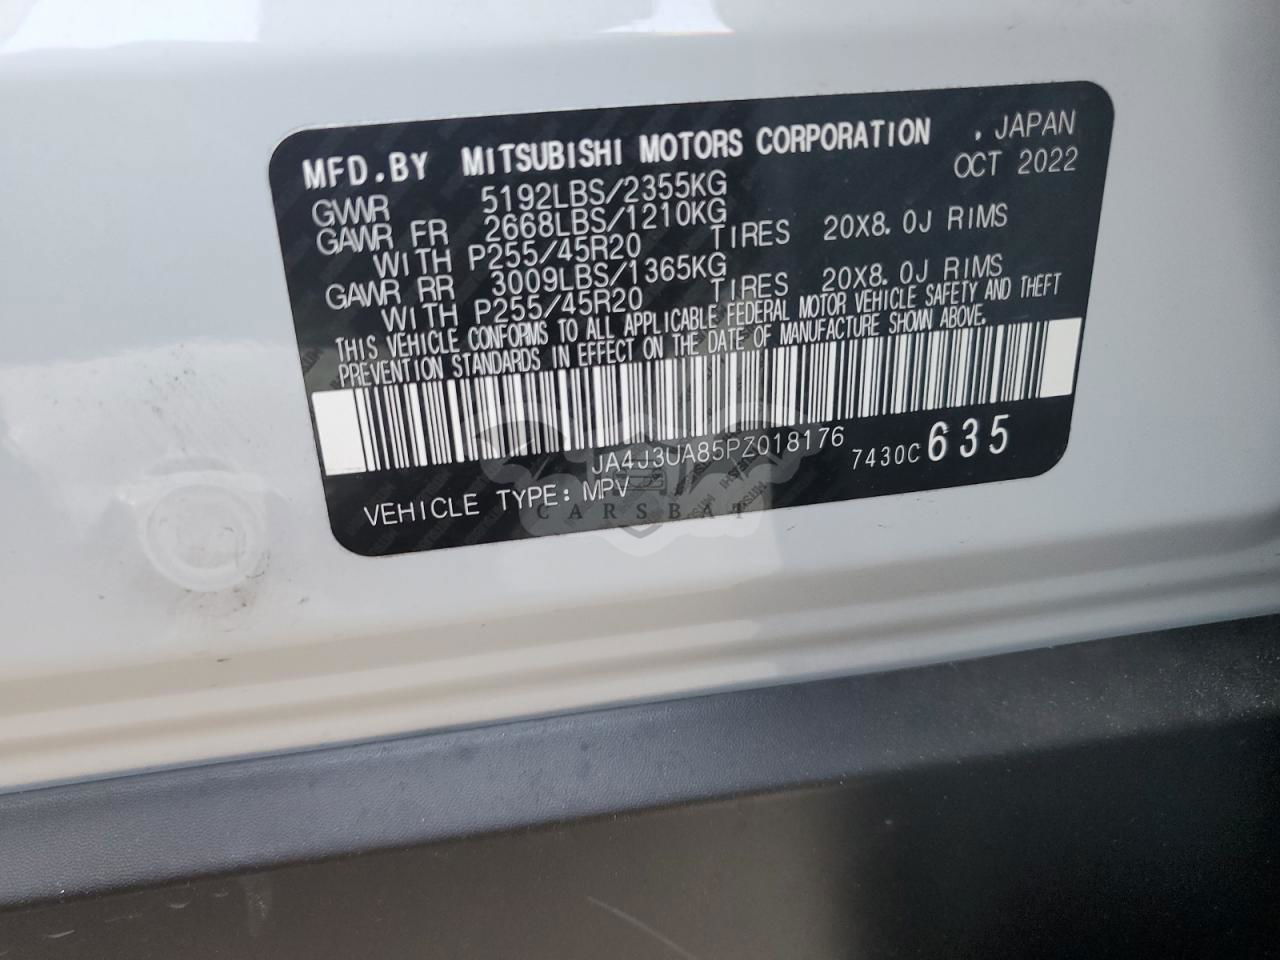 MFD.BY MITSUBISHI MOTORS CORPORATION , JAPAN
GVWR 5192LBS/2355KG OCT 2022
GAWR FR 2668LBS/1210KG
WITH P255/45R20 TIRES 20X8.0J RIMS
GAWR RR 3009LBS/1365KG
WITH P255/45R20 TIRES 20X8.0J RIMS
THIS VEHICLE CONFORMS TO ALL APPLICABLE FEDERAL MOTOR VEHICLE SAFETY AND THEFT
PREVENTION STANDARDS IN EFFECT ON THE DATE OF MANUFACTURE SHOWN ABOVE.
JA4J3UA85PZ018176 7430C 635
VEHICLE TYPE: MPV
CARSBAT